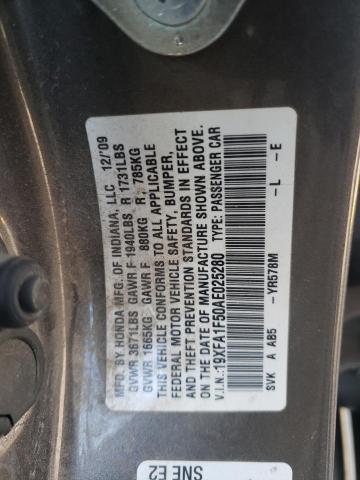 MFD. BY HONDA MFG. OF INDIANA, LLC 12/'09
GVWR 3671LBS GAWR F 1940LBS R 1731LBS
GVWR 1665KG GAWR F 880KG R 785KG
THIS VEHICLE CONFORMS TO ALL APPLICABLE
FEDERAL MOTOR VEHICLE SAFETY, BUMPER,
AND THEFT PREVENTION STANDARDS IN EFFECT
ON THE DATE OF MANUFACTURE SHOWN ABOVE.
V.I.N.:19XFA1F50AE025280 TYPE: PASSENGER CAR
SVK A AB5 -YR578M -L -E
SNE E2